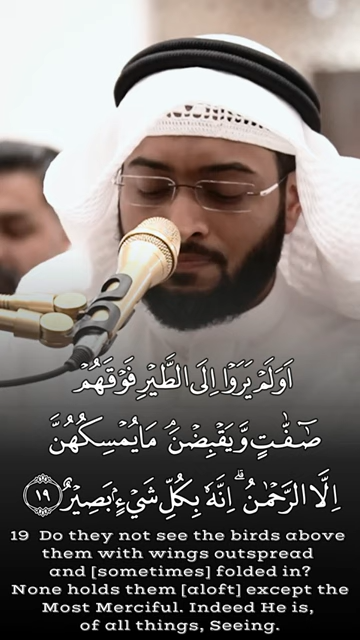 اَوَلَمْ يَرَوْا اِلَى الطَّيْرِ فَوْقَهُمْ
صٰٓفّٰتٍ وَّيَقْبِضْنَ ؔۘ مَا يُمْسِكُهُنَّ
اِلَّا الرَّحْمٰنُ ؕ اِنَّهٗ بِكُلِّ شَيْءٍۢ بَصِيْرٌ ١٩
19 Do they not see the birds above
them with wings outspread
and [sometimes] folded in?
None holds them [aloft] except the
Most Merciful. Indeed He is,
of all things, Seeing.